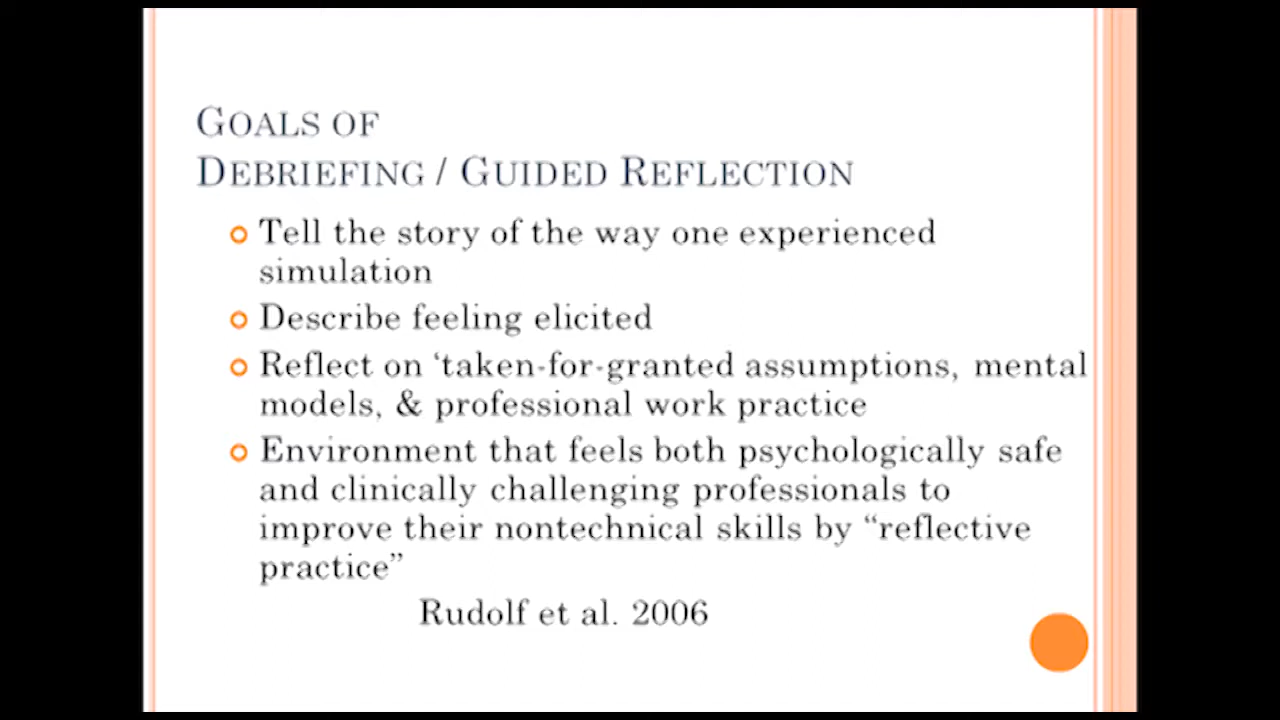 GOALS OF
DEBRIEFING / GUIDED REFLECTION
Tell the story of the way one experienced
simulation
Describe feeling elicited
Reflect on ‘taken-for-granted assumptions, mental
models, & professional work practice
Environment that feels both psychologically safe
and clinically challenging professionals to
improve their nontechnical skills by “reflective
practice”
Rudolf et al. 2006